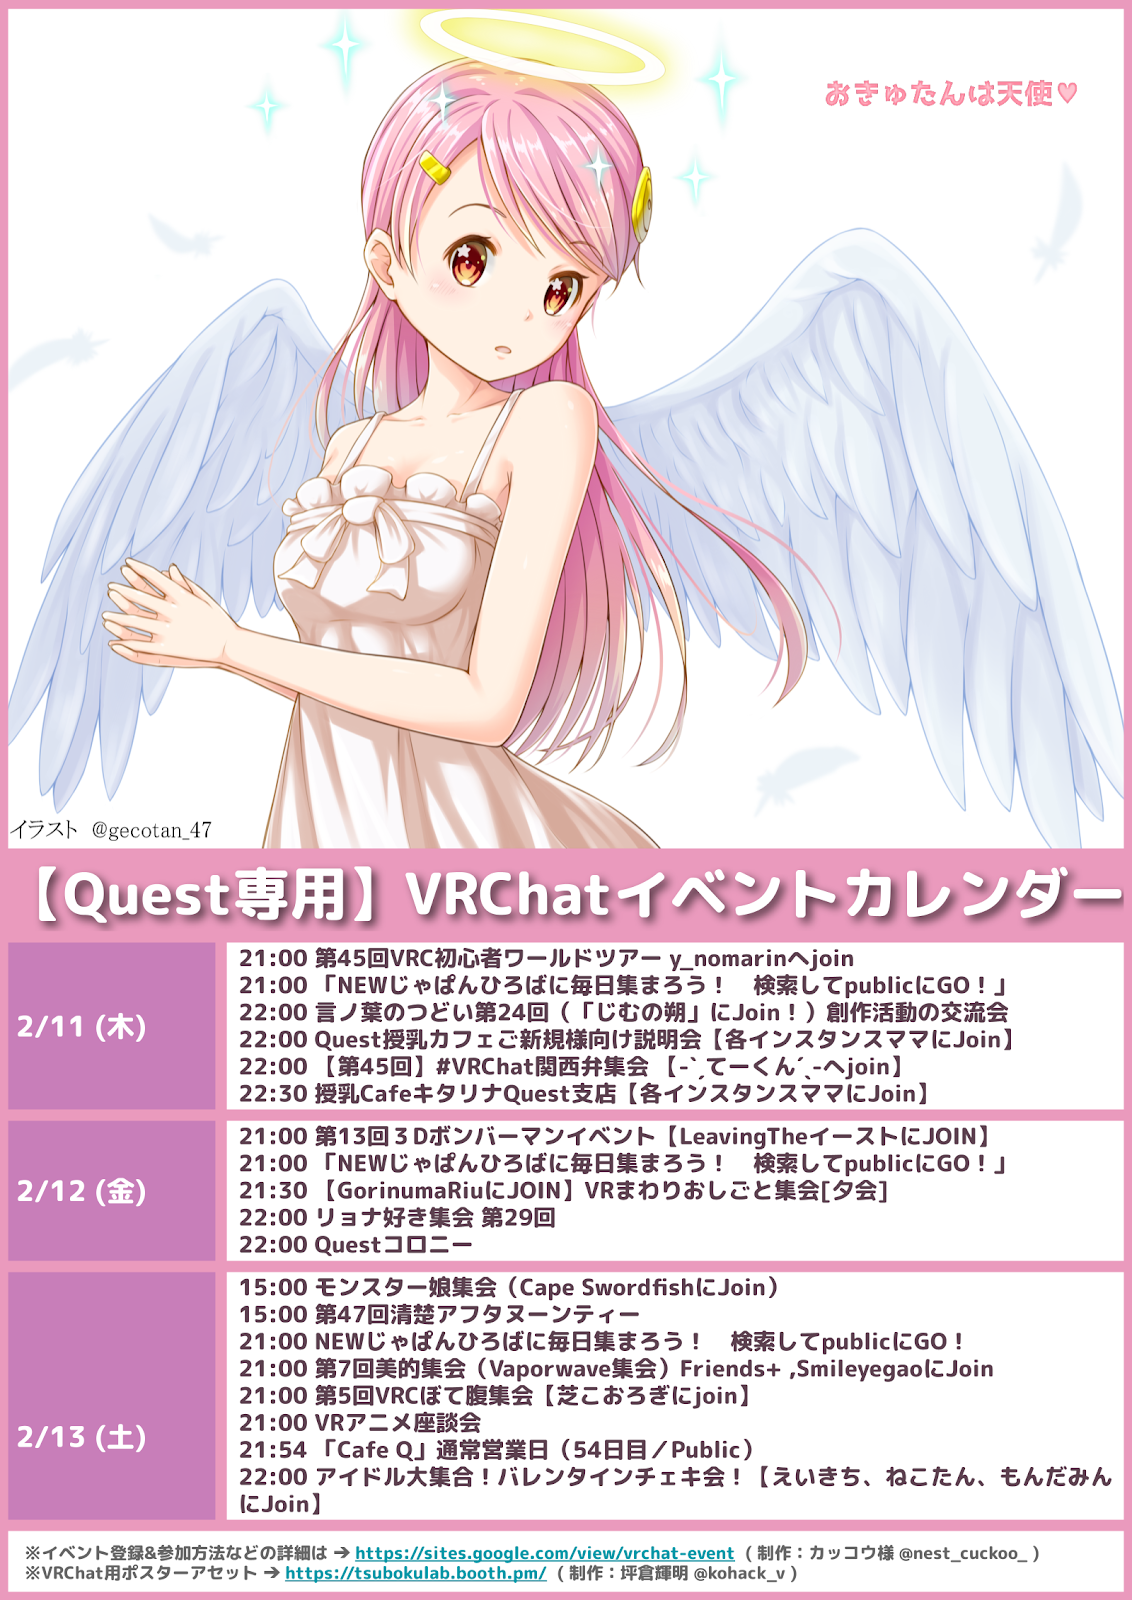 おきゅたんは天使♥
イラスト @gecotan_47
【Quest専用】VRChatイベントカレンダー
2/11 (木)
21:00 第45回VRC初心者ワールドツアー y_nomarinへjoin
21:00 「NEWじゃぱんひろばに毎日集まろう！　検索してpublicにGO！」
22:00 言ノ葉のつどい第24回（「じむの朔」にJoin！）創作活動の交流会
22:00 Quest授乳カフェご新規様向け説明会【各インスタンスママにJoin】
22:00 【第45回】#VRChat関西弁集会 【-`ˏてーくん´ˎ-へjoin】
22:30 授乳CafeキタリナQuest支店【各インスタンスママにJoin】
2/12 (金)
21:00 第13回３Dボンバーマンイベント【LeavingTheイーストにJOIN】
21:00 「NEWじゃぱんひろばに毎日集まろう！　検索してpublicにGO！」
21:30 【GorinumaRiuにJOIN】VRまわりおしごと集会[夕会]
22:00 リョナ好き集会 第29回
22:00 Questコロニー
2/13 (土)
15:00 モンスター娘集会（Cape SwordfishにJoin）
15:00 第47回清楚アフタヌーンティー
21:00 NEWじゃぱんひろばに毎日集まろう！　検索してpublicにGO！
21:00 第7回美的集会（Vaporwave集会）Friends+ ,SmileyegaoにJoin
21:00 第5回VRCぼて腹集会【芝こおろぎにjoin】
21:00 VRアニメ座談会
21:54 「Cafe Q」通常営業日（54日目／Public）
22:00 アイドル大集合！バレンタインチェキ会！【えいきち、ねこたん、もんだみん
にJoin】
※イベント登録&参加方法などの詳細は → https://sites.google.com/view/vrchat-event （ 制作：カッコウ様 @nest_cuckoo_ ）
※VRChat用ポスターアセット → https://tsubokulab.booth.pm/ （ 制作：坪倉輝明 @kohack_v ）